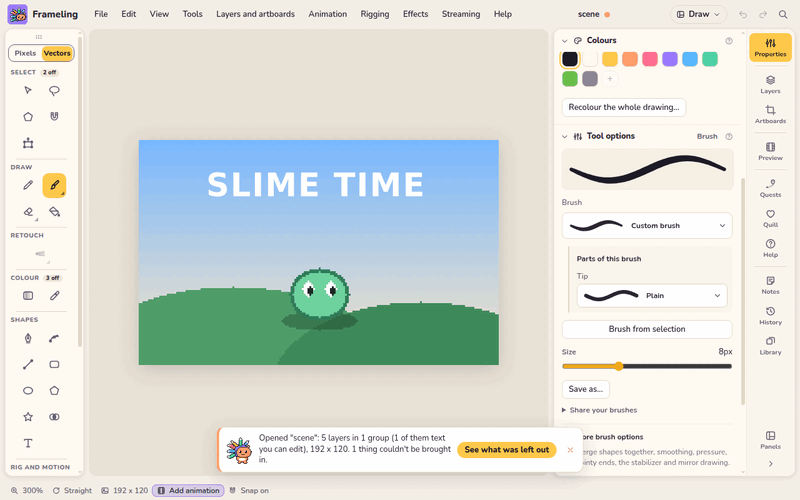 Frameling
File Edit View Tools Layers and artboards Animation Rigging Effects Streaming Help
scene
Draw
Pixels Vectors
SELECT 2 off
DRAW
RETOUCH
COLOUR 3 off
SHAPES
RIG AND MOTION
SLIME TIME
Opened "scene": 5 layers in 1 group (1 of them text
you can edit), 192 x 120. 1 thing couldn't be brought
in.
See what was left out
Colours
Recolour the whole drawing...
Tool options Brush
Brush
Custom brush
Parts of this brush
Tip
Plain
Brush from selection
Size 8px
Save as...
Share your brushes
ore brush options
erge shapes together, smoothing, pressure,
ty ends, the stabilizer and mirror drawing.
Properties
Layers
Artboards
Preview
Quests
Quill
Help
Notes
History
Library
Panels
300% Straight 192 x 120 Add animation Snap on